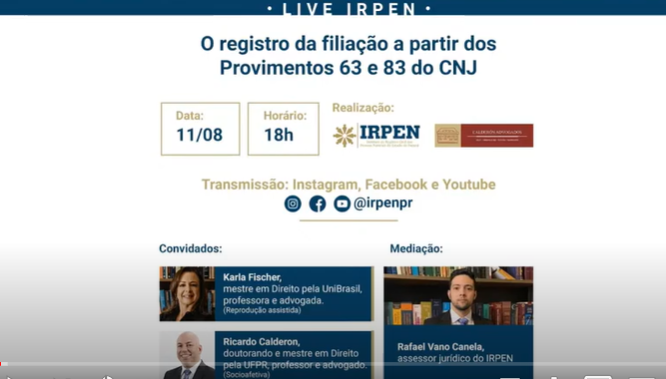 • LIVE IRPEN •
O registro da filiação a partir dos
Provimentos 63 e 83 do CNJ
Data:
11/08
Horário:
18h
Realização:
IRPEN
CALDERÓN ADVOGADOS
Transmissão: Instagram, Facebook e Youtube
@irpenpr
Convidados:
Mediação:
Karla Fischer,
mestre em Direito pela UniBrasil,
professora e advogada.
(Reprodução assistida)
Ricardo Calderon,
doutorando e mestre em Direito
pela UFPR, professor e advogado.
(Socioafetiva)
Rafael Vano Canela,
assessor jurídico do IRPEN